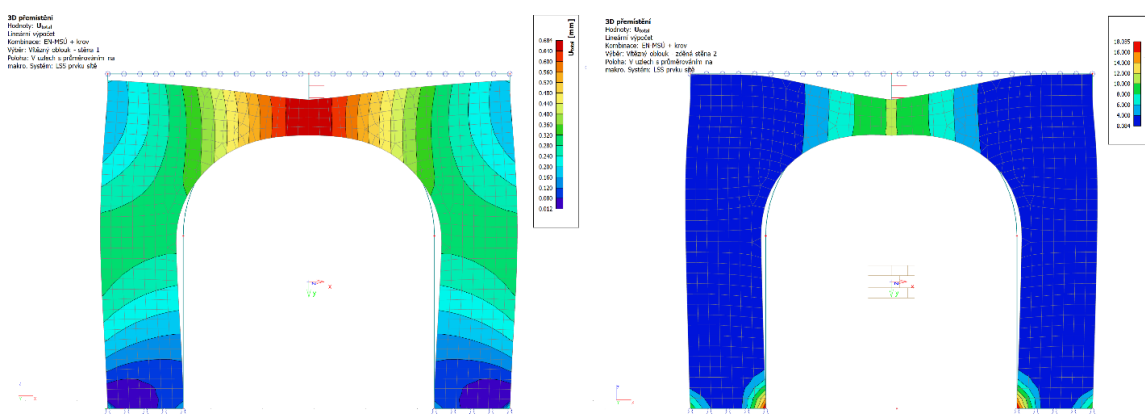 3D přemístění
Hodnoty: Utotal
Lineární výpočet
Kombinace: EN-MSÚ + krov
Výběr: Vítězný oblouk - stěna 1
Poloha: V uzlech s průměrováním na
makro. Systém: LSS prvku sítě
Utotal [mm]
0.684
0.640
0.600
0.560
0.520
0.480
0.440
0.400
0.360
0.320
0.280
0.240
0.200
0.160
0.120
0.080
0.012
3D přemístění
Hodnoty: Utotal
Lineární výpočet
Kombinace: EN-MSÚ + krov
Výběr: Vítězný oblouk - zděná stěna 2
Poloha: V uzlech s průměrováním na
makro. Systém: LSS prvku sítě
16.000
14.000
12.000
10.000
8.000
6.000
4.000
0.004